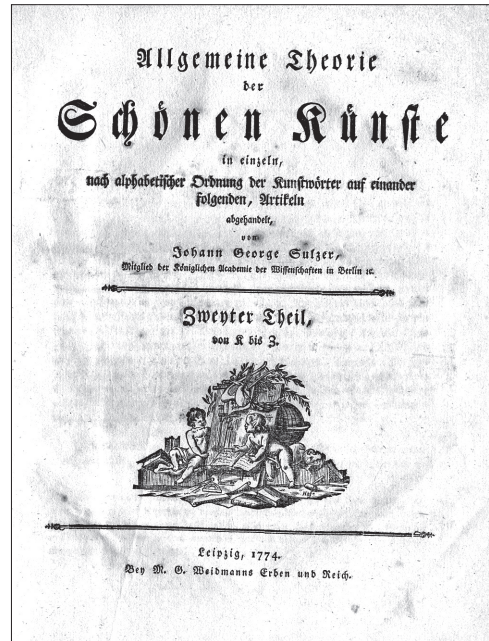 Allgemeine Theorie
der
Schönen Künste
in einzeln,
nach alphabetischer Ordnung der Kunstwörter auf einander
folgenden, Artikeln
abgehandelt,
von
Johann George Sulzer,
Mitglied der Königlichen Academie der Wissenschaften in Berlin ꝛc.
Zweyter Theil,
von K bis Z.
Leipzig, 1774.
Bey M. G. Weidmanns Erben und Reich.